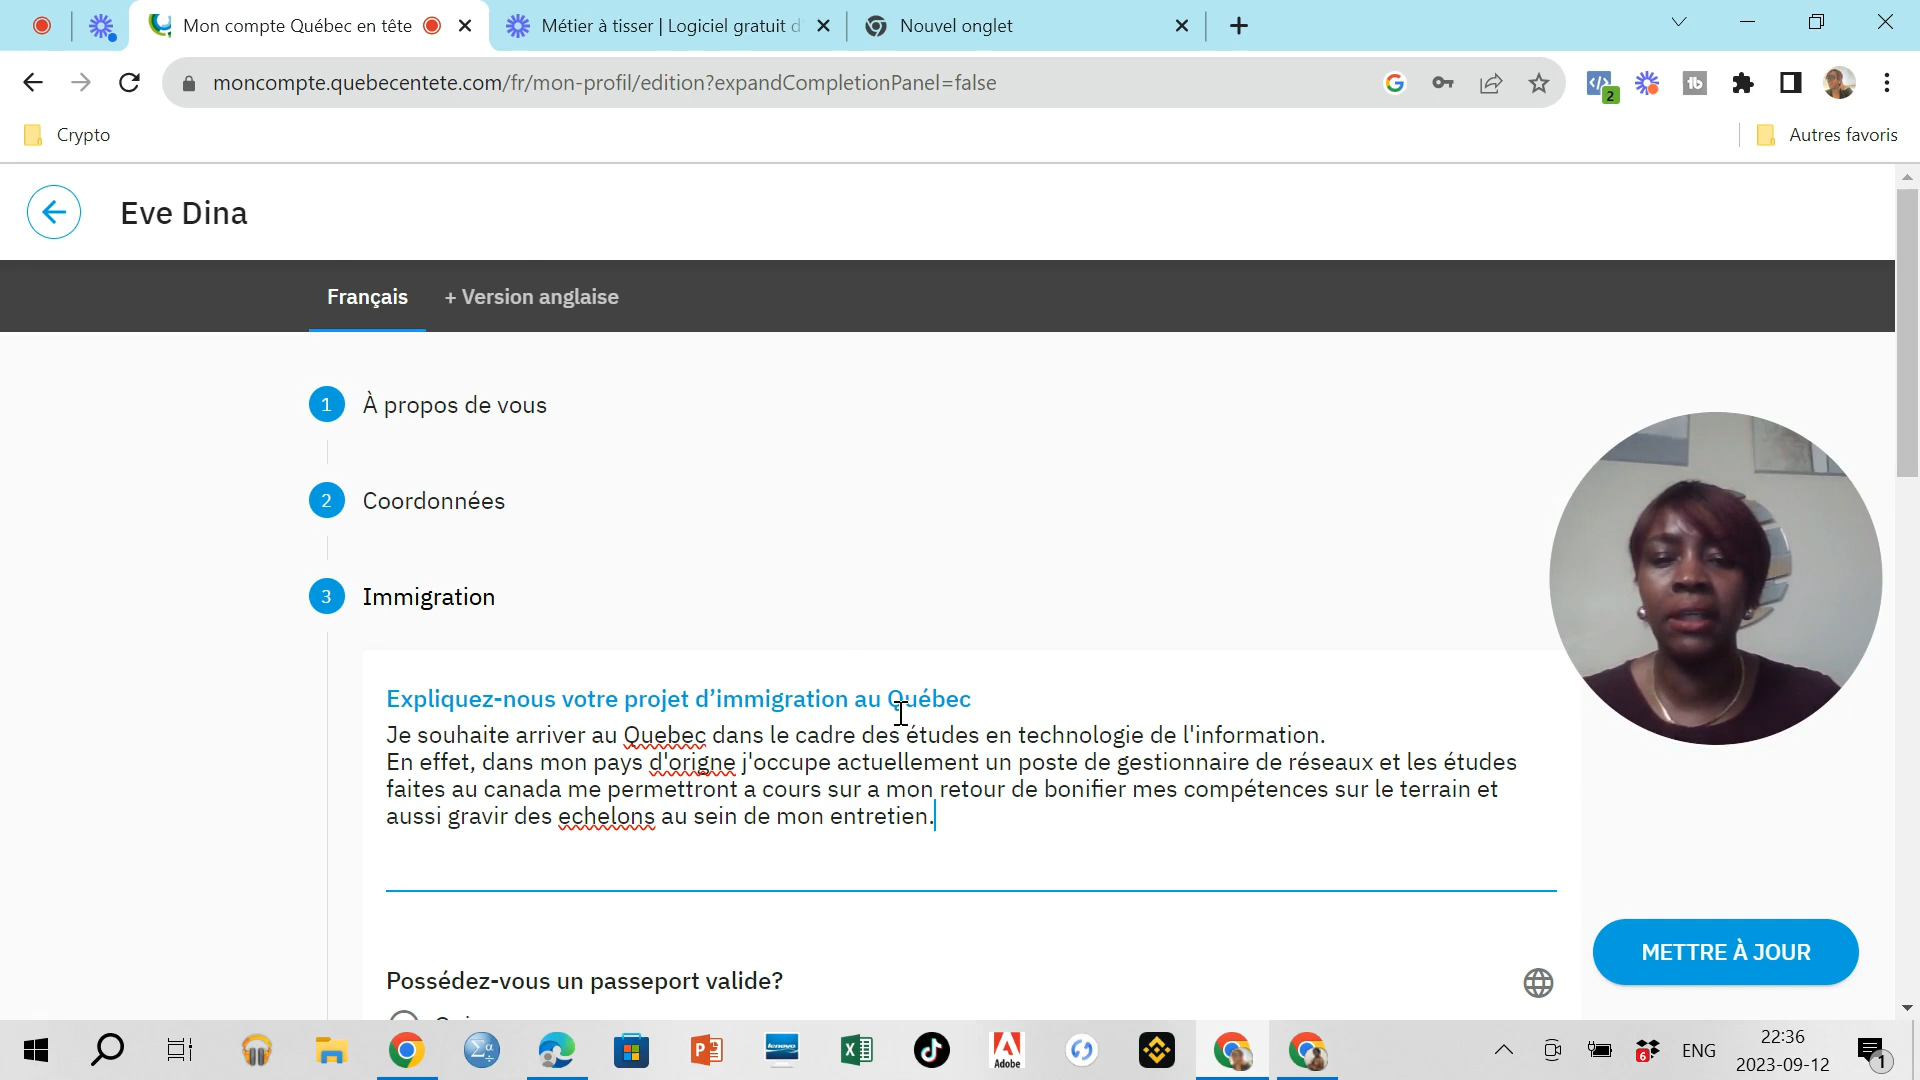 Mon compte Québec en tête
Métier à tisser | Logiciel gratuit d
Nouvel onglet
moncompte.quebecentete.com/fr/mon-profil/edition?expandCompletionPanel=false
2
Crypto
Autres favoris
Eve Dina
Français
+ Version anglaise
1
À propos de vous
2
Coordonnées
3
Immigration
Expliquez-nous votre projet d’immigration au Québec
Je souhaite arriver au Quebec dans le cadre des études en technologie de l'information.
En effet, dans mon pays d'origne j'occupe actuellement un poste de gestionnaire de réseaux et les études
faites au canada me permettront a cours sur a mon retour de bonifier mes compétences sur le terrain et
aussi gravir des echelons au sein de mon entretien.
METTRE À JOUR
Possédez-vous un passeport valide?
lenovo
Adobe
6
ENG
22:36
2023-09-12
1